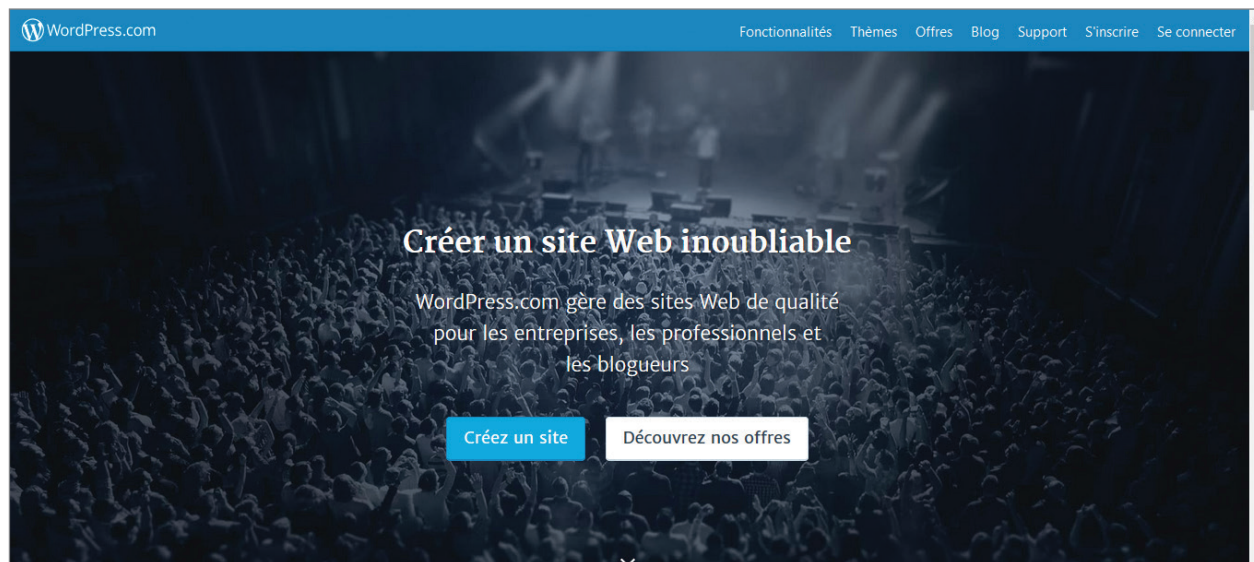 WordPress.com
Fonctionnalités Thèmes Offres Blog Support S'inscrire Se connecter
Créer un site Web inoubliable
WordPress.com gère des sites Web de qualité
pour les entreprises, les professionnels et
les blogueurs
Créez un site
Découvrez nos offres